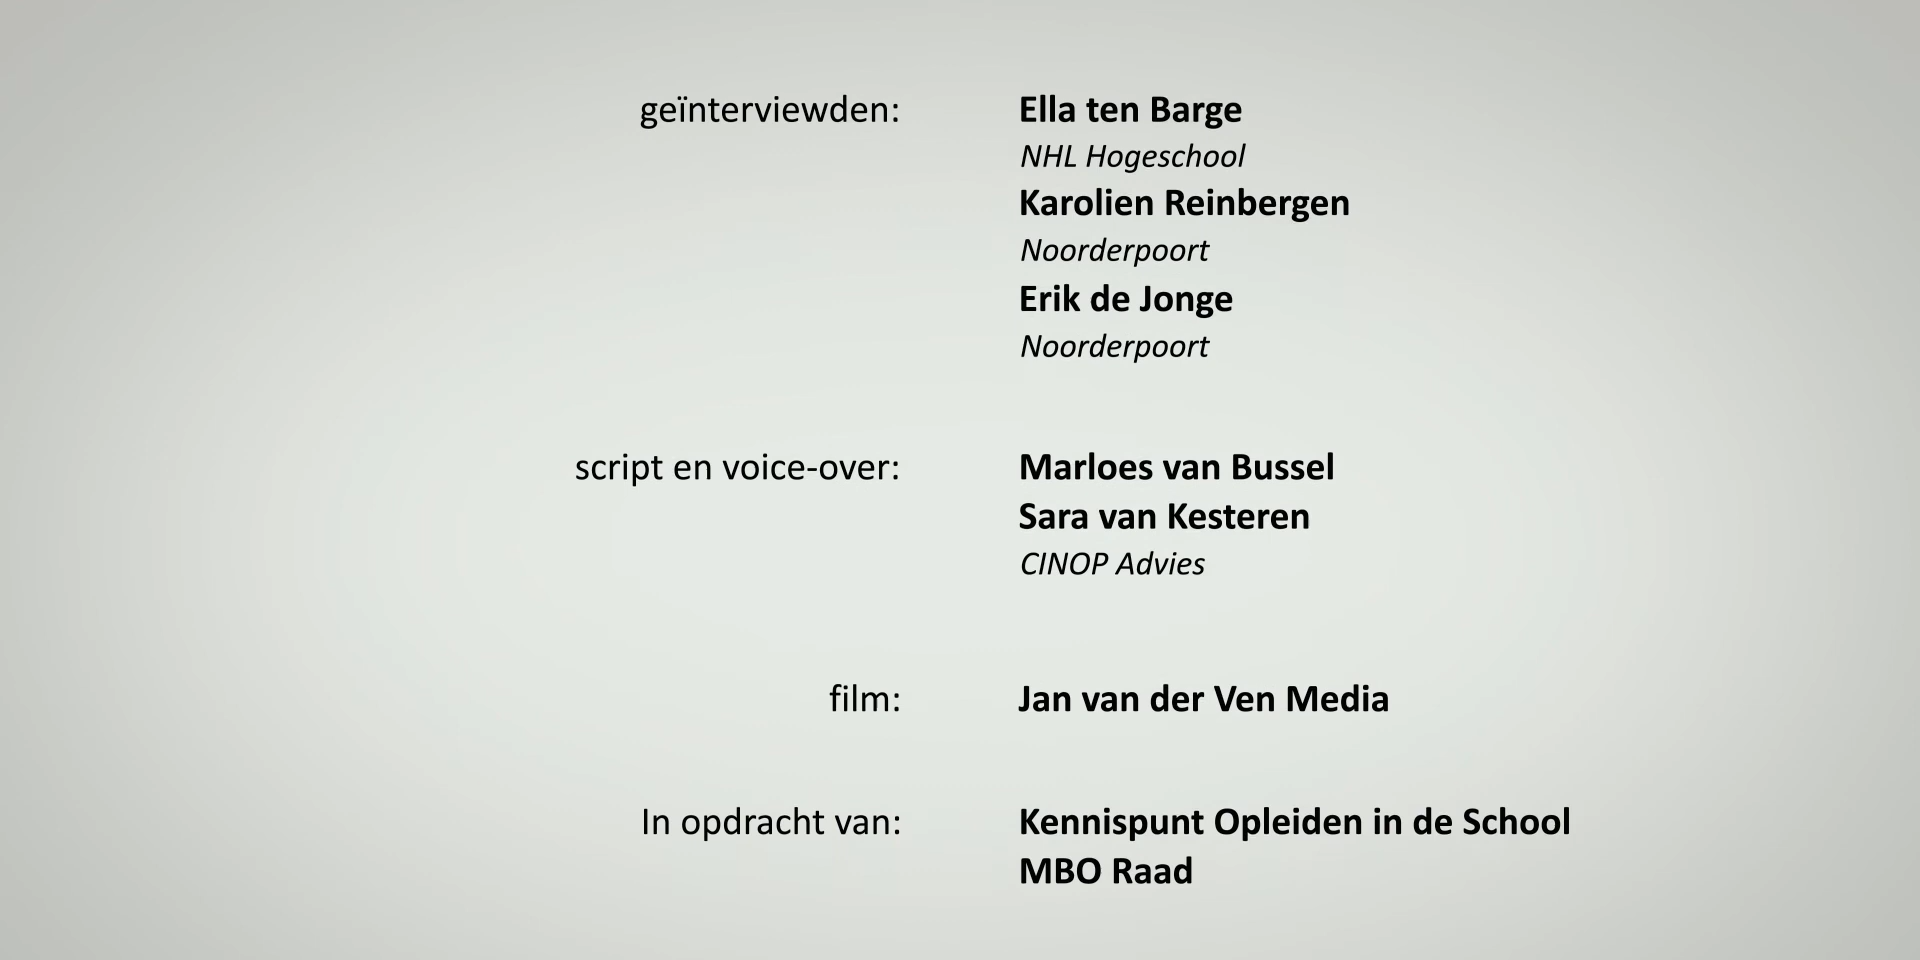 geïnterviewden: Ella ten Barge
NHL Hogeschool
Karolien Reinbergen
Noorderpoort
Erik de Jonge
Noorderpoort
script en voice-over: Marloes van Bussel
Sara van Kesteren
CINOP Advies
film: Jan van der Ven Media
In opdracht van: Kennispunt Opleiden in de School
MBO Raad